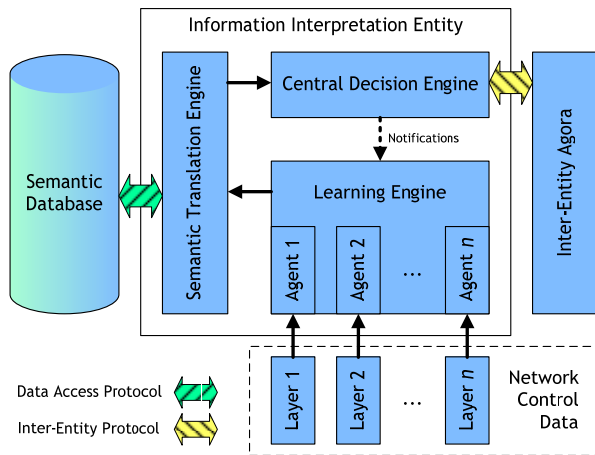 Information Interpretation Entity
Semantic
Database
Semantic Translation Engine
Central Decision Engine
Notifications
Learning Engine
Agent 1
Agent 2
...
Agent n
Inter-Entity Agora
Layer 1
Layer 2
...
Layer n
Network
Control
Data
Data Access Protocol
Inter-Entity Protocol